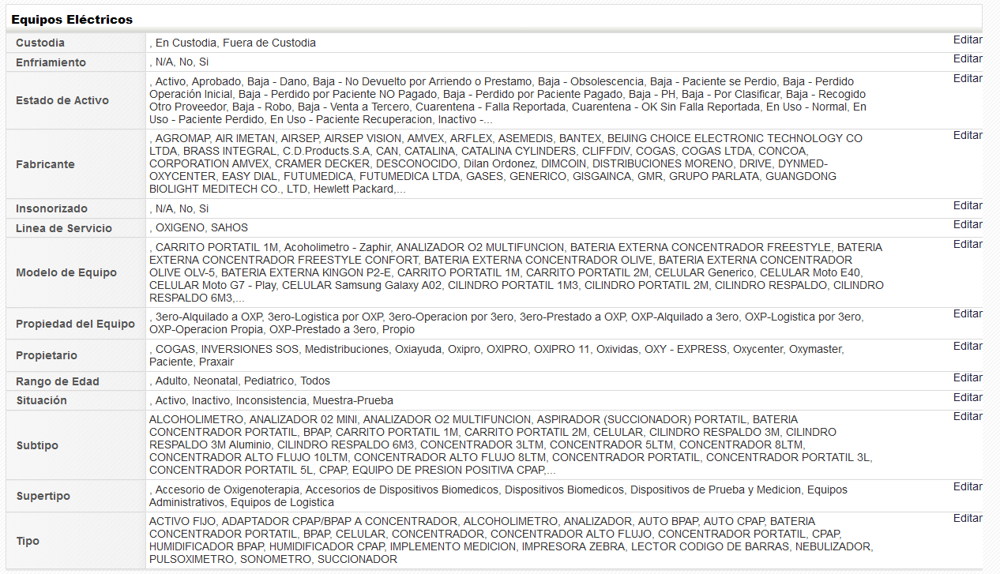 Equipos Eléctricos
Custodia
, En Custodia, Fuera de Custodia
Editar
Enfriamiento
, N/A, No, Si
Editar
Estado de Activo
, Activo, Aprobado, Baja - Dano, Baja - No Devuelto por Arriendo o Prestamo, Baja - Obsolescencia, Baja - Paciente se Perdio, Baja - Perdido
Operación Inicial, Baja - Perdido por Paciente NO Pagado, Baja - Perdido por Paciente Pagado, Baja - PH, Baja - Por Clasificar, Baja - Recogido
Otro Proveedor, Baja - Robo, Baja - Venta a Tercero, Cuarentena - Falla Reportada, Cuarentena - OK Sin Falla Reportada, En Uso - Normal, En
Uso - Paciente Perdido, En Uso - Paciente Recuperacion, Inactivo -...
Editar
Fabricante
, AGROMAP, AIR IMETAN, AIRSEP, AIRSEP VISION, AMVEX, ARFLEX, ASEMEDIS, BANTEX, BEIJING CHOICE ELECTRONIC TECHNOLOGY CO
LTDA, BRASS INTEGRAL, C.D.Products.S.A, CAN, CATALINA, CATALINA CYLINDERS, CLIFFDIV, COGAS, COGAS LTDA, CONCOA,
CORPORATION AMVEX, CRAMER DECKER, DESCONOCIDO, Dilan Ordonez, DIMCOIN, DISTRIBUCIONES MORENO, DRIVE, DYNMED-
OXYCENTER, EASY DIAL, FUTUMEDICA, FUTUMEDICA LTDA, GASES, GENERICO, GISGAINCA, GMR, GRUPO PARLATA, GUANGDONG
BIOLIGHT MEDITECH CO., LTD, Hewlett Packard,...
Editar
Insonorizado
, N/A, No, Si
Editar
Linea de Servicio
, OXIGENO, SAHOS
Editar
Modelo de Equipo
, CARRITO PORTATIL 1M, Acoholimetro - Zaphir, ANALIZADOR O2 MULTIFUNCION, BATERIA EXTERNA CONCENTRADOR FREESTYLE, BATERIA
EXTERNA CONCENTRADOR FREESTYLE CONFORT, BATERIA EXTERNA CONCENTRADOR OLIVE, BATERIA EXTERNA CONCENTRADOR
OLIVE OLV-5, BATERIA EXTERNA KINGON P2-E, CARRITO PORTATIL 1M, CARRITO PORTATIL 2M, CELULAR Generico, CELULAR Moto E40,
CELULAR Moto G7 - Play, CELULAR Samsung Galaxy A02, CILINDRO PORTATIL 1M3, CILINDRO PORTATIL 2M, CILINDRO RESPALDO, CILINDRO
RESPALDO 6M3,...
Editar
Propiedad del Equipo
, 3ero-Alquilado a OXP, 3ero-Logistica por OXP, 3ero-Operacion por 3ero, 3ero-Prestado a OXP, OXP-Alquilado a 3ero, OXP-Logistica por 3ero,
OXP-Operacion Propia, OXP-Prestado a 3ero, Propio
Editar
Propietario
, COGAS, INVERSIONES SOS, Medistribuciones, Oxiayuda, Oxipro, OXIPRO, OXIPRO 11, Oxividas, OXY - EXPRESS, Oxycenter, Oxymaster,
Paciente, Praxair
Editar
Rango de Edad
, Adulto, Neonatal, Pediatrico, Todos
Editar
Situación
, Activo, Inactivo, Inconsistencia, Muestra-Prueba
Editar
Subtipo
ALCOHOLIMETRO, ANALIZADOR 02 MINI, ANALIZADOR O2 MULTIFUNCION, ASPIRADOR (SUCCIONADOR) PORTATIL, BATERIA
CONCENTRADOR PORTATIL, BPAP, CARRITO PORTATIL 1M, CARRITO PORTATIL 2M, CELULAR, CILINDRO RESPALDO 3M, CILINDRO
RESPALDO 3M Aluminio, CILINDRO RESPALDO 6M3, CONCENTRADOR 3LTM, CONCENTRADOR 5LTM, CONCENTRADOR 8LTM,
CONCENTRADOR ALTO FLUJO 10LTM, CONCENTRADOR ALTO FLUJO 8LTM, CONCENTRADOR PORTATIL, CONCENTRADOR PORTATIL 3L,
CONCENTRADOR PORTATIL 5L, CPAP, EQUIPO DE PRESION POSITIVA CPAP,...
Editar
Supertipo
, Accesorio de Oxigenoterapia, Accesorios de Dispositivos Biomedicos, Dispositivos Biomedicos, Dispositivos de Prueba y Medicion, Equipos
Administrativos, Equipos de Logistica
Editar
Tipo
ACTIVO FIJO, ADAPTADOR CPAP/BPAP A CONCENTRADOR, ALCOHOLIMETRO, ANALIZADOR, AUTO BPAP, AUTO CPAP, BATERIA
CONCENTRADOR PORTATIL, BPAP, CELULAR, CONCENTRADOR, CONCENTRADOR ALTO FLUJO, CONCENTRADOR PORTATIL, CPAP,
HUMIDIFICADOR BPAP, HUMIDIFICADOR CPAP, IMPLEMENTO MEDICION, IMPRESORA ZEBRA, LECTOR CODIGO DE BARRAS, NEBULIZADOR,
PULSOXIMETRO, SONOMETRO, SUCCIONADOR
Editar